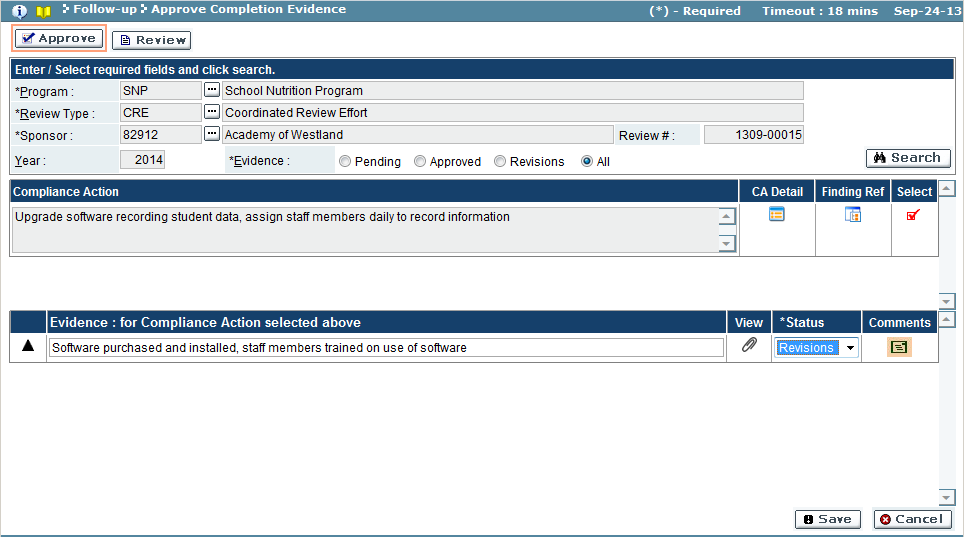 Follow-up Approve Completion Evidence (*) - Required Timeout : 18 mins Sep-24-13
Approve Review
Enter / Select required fields and click search.
*Program : SNP ... School Nutrition Program
*Review Type : CRE ... Coordinated Review Effort
*Sponsor : 82912 ... Academy of Westland Review # : 1309-00015
Year : 2014 *Evidence : Pending Approved Revisions All Search
Compliance Action CA Detail Finding Ref Select
Upgrade software recording student data, assign staff members daily to record information
Evidence : for Compliance Action selected above View *Status Comments
Software purchased and installed, staff members trained on use of software Revisions
Save Cancel